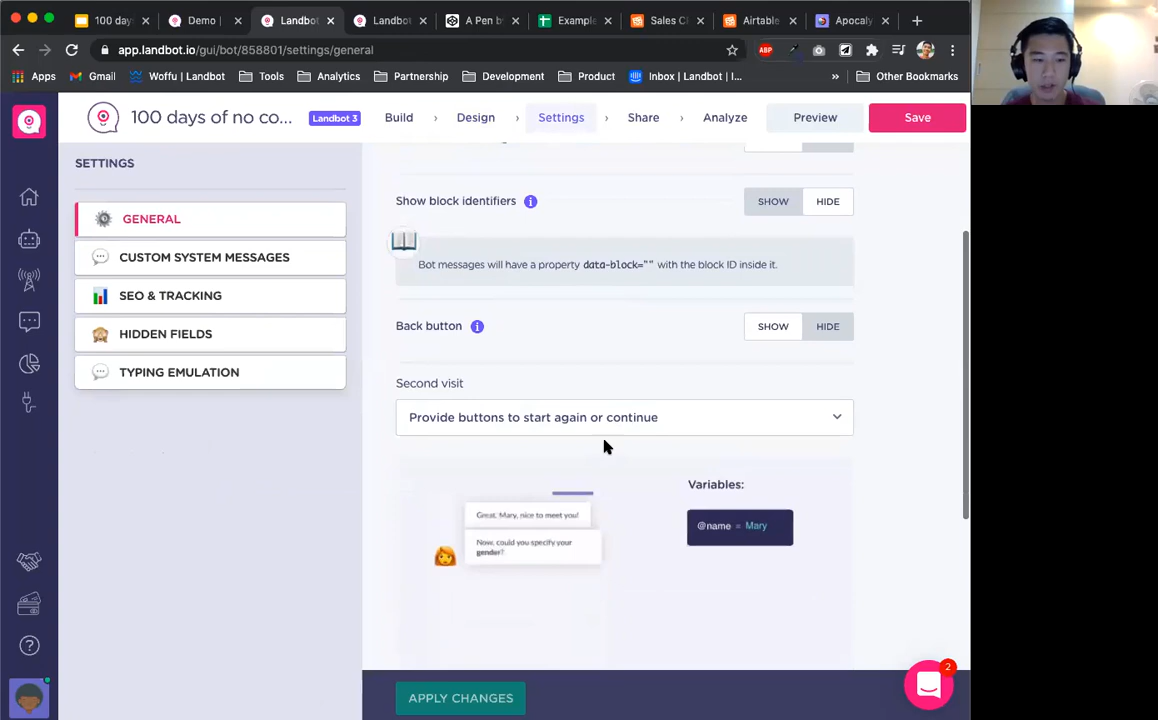 100 day
Demo |
Landbot
Landbot
A Pen by
Example
Sales Cl
Airtable
Apocaly
app.landbot.io/gui/bot/858801/settings/general
ABP
Apps
Gmail
Woffu | Landbot
Tools
Analytics
Partnership
Development
Product
Inbox | Landbot | I...
»
Other Bookmarks
100 days of no co...
Landbot 3
Build
Design
Settings
Share
Analyze
Preview
Save
SETTINGS
GENERAL
CUSTOM SYSTEM MESSAGES
SEO & TRACKING
HIDDEN FIELDS
TYPING EMULATION
Show block identifiers
SHOW
HIDE
Bot messages will have a property data-block="" with the block ID inside it.
Back button
SHOW
HIDE
Second visit
Provide buttons to start again or continue
Great, Mary, nice to meet you!
Now, could you specify your
gender?
Variables:
@name = Mary
APPLY CHANGES
2